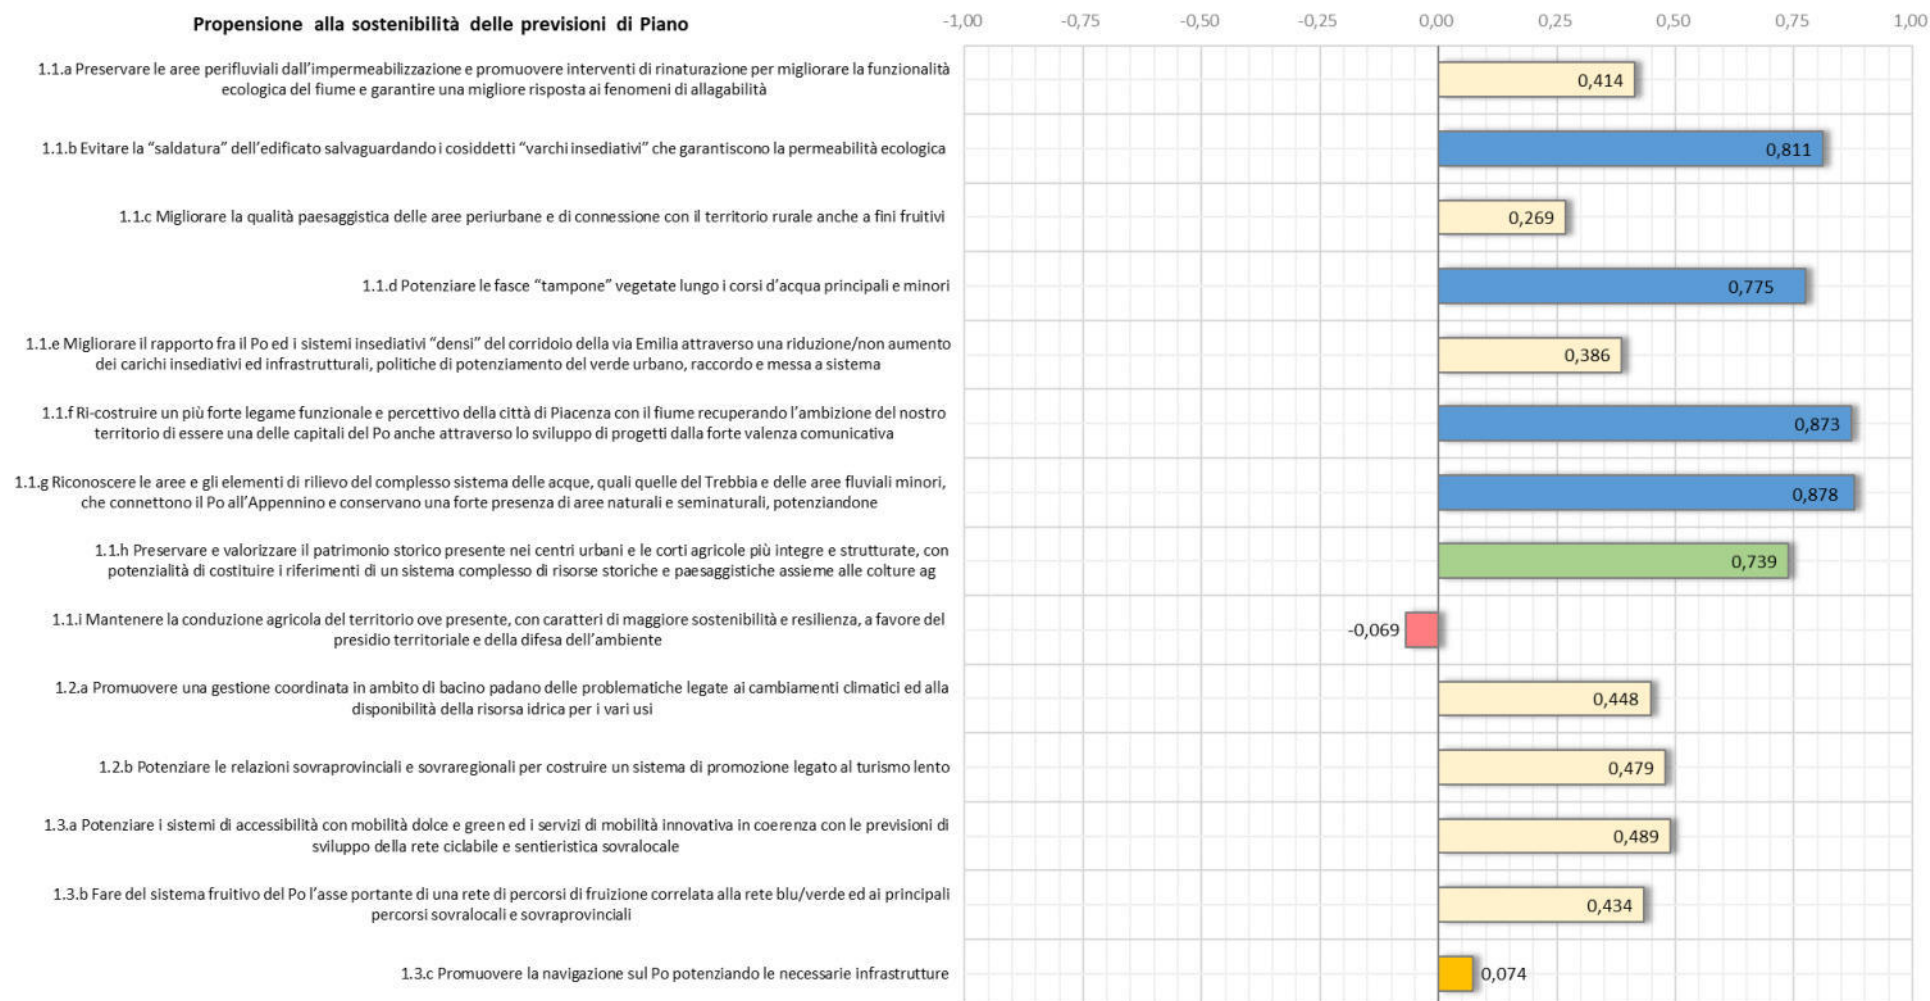 Propensione alla sostenibilità delle previsioni di Piano
-1,00 -0,75 -0,50 -0,25 0,00 0,25 0,50 0,75 1,00
1.1.a Preservare le aree perifluviali dall'impermeabilizzazione e promuovere interventi di rinaturazione per migliorare la funzionalità
ecologica del fiume e garantire una migliore risposta ai fenomeni di allagabilità
0,414
1.1.b Evitare la “saldatura” dell'edificato salvaguardando i cosiddetti “varchi insediativi” che garantiscono la permeabilità ecologica
0,811
1.1.c Migliorare la qualità paesaggistica delle aree periurbane e di connessione con il territorio rurale anche a fini fruitivi
0,269
1.1.d Potenziare le fasce “tampone” vegetate lungo i corsi d'acqua principali e minori
0,775
1.1.e Migliorare il rapporto fra il Po ed i sistemi insediativi “densi” del corridoio della via Emilia attraverso una riduzione/non aumento
dei carichi insediativi ed infrastrutturali, politiche di potenziamento del verde urbano, raccordo e messa a sistema
0,386
1.1.f Ri-costruire un più forte legame funzionale e percettivo della città di Piacenza con il fiume recuperando l'ambizione del nostro
territorio di essere una delle capitali del Po anche attraverso lo sviluppo di progetti dalla forte valenza comunicativa
0,873
1.1.g Riconoscere le aree e gli elementi di rilievo del complesso sistema delle acque, quali quelle del Trebbia e delle aree fluviali minori,
che connettono il Po all'Appennino e conservano una forte presenza di aree naturali e seminaturali, potenziandone
0,878
1.1.h Preservare e valorizzare il patrimonio storico presente nei centri urbani e le corti agricole più integre e strutturate, con
potenzialità di costituire i riferimenti di un sistema complesso di risorse storiche e paesaggistiche assieme alle colture ag
0,739
1.1.i Mantenere la conduzione agricola del territorio ove presente, con caratteri di maggiore sostenibilità e resilienza, a favore del
presidio territoriale e della difesa dell'ambiente
-0,069
1.2.a Promuovere una gestione coordinata in ambito di bacino padano delle problematiche legate ai cambiamenti climatici ed alla
disponibilità della risorsa idrica per i vari usi
0,448
1.2.b Potenziare le relazioni sovraprovinciali e sovraregionali per costruire un sistema di promozione legato al turismo lento
0,479
1.3.a Potenziare i sistemi di accessibilità con mobilità dolce e green ed i servizi di mobilità innovativa in coerenza con le previsioni di
sviluppo della rete ciclabile e sentieristica sovralocale
0,489
1.3.b Fare del sistema fruitivo del Po l'asse portante di una rete di percorsi di fruizione correlata alla rete blu/verde ed ai principali
percorsi sovralocali e sovraprovinciali
0,434
1.3.c Promuovere la navigazione sul Po potenziando le necessarie infrastrutture
0,074